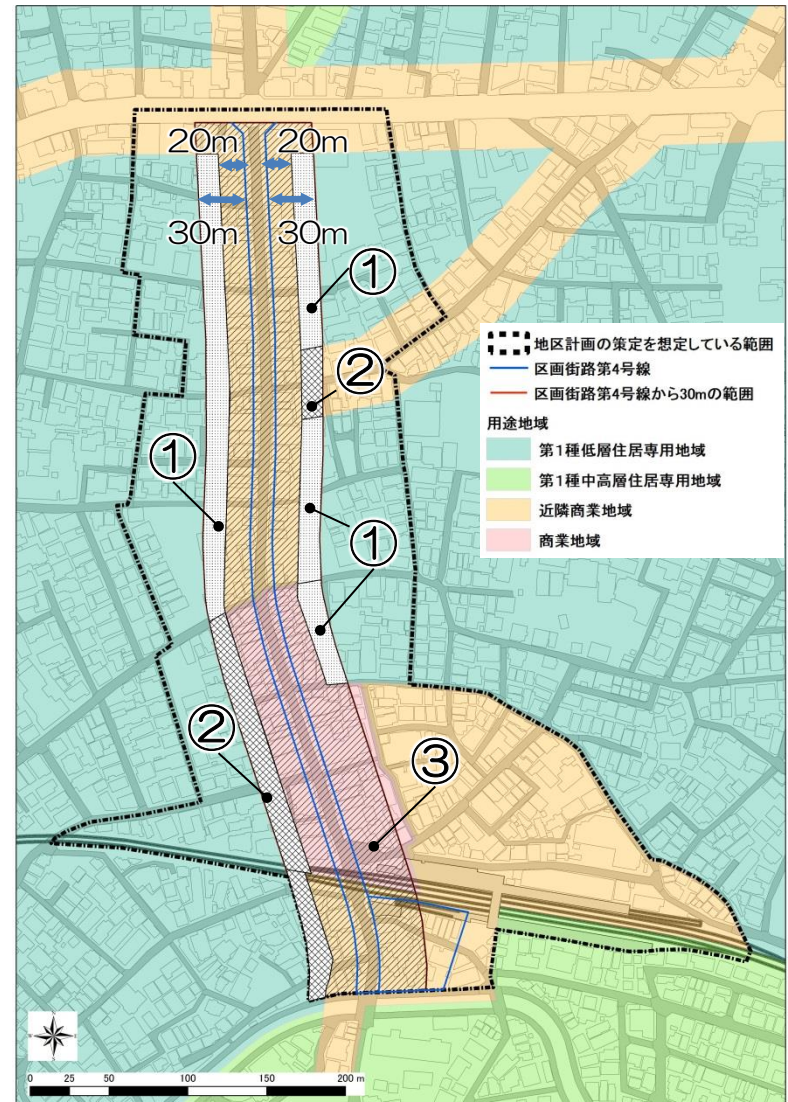 20m 20m
30m 30m
①
②
①
①
②
③
地区計画の策定を想定している範囲
区画街路第4号線
区画街路第4号線から30mの範囲
用途地域
第1種低層住居専用地域
第1種中高層住居専用地域
近隣商業地域
商業地域
0 25 50 100 150 200 m